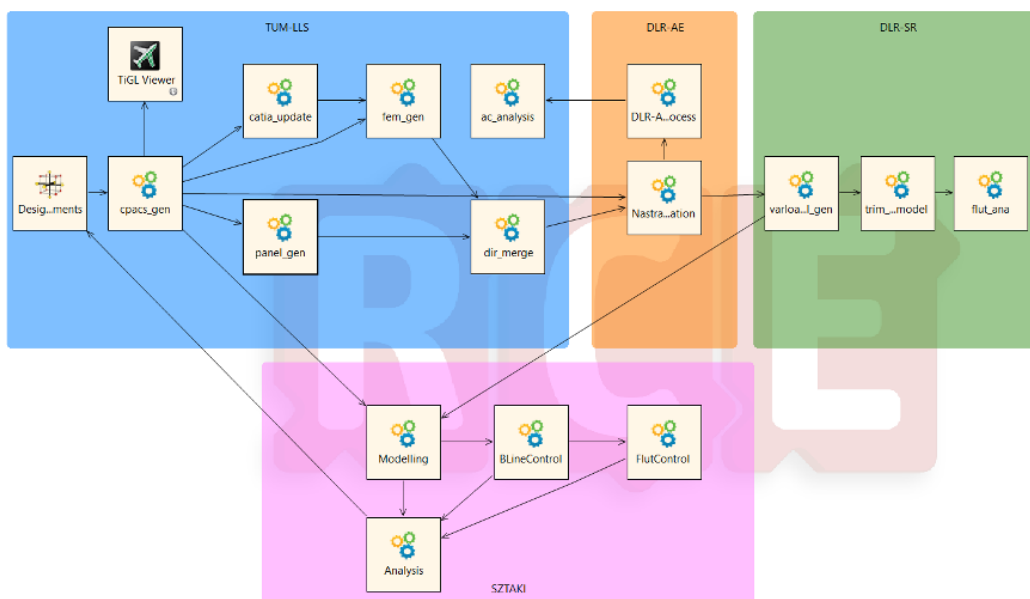 TUM-LLS
DLR-AE
DLR-SR
TiGL Viewer
catia_update
fem_gen
ac_analysis
DLR-A...ocess
Desig...ments
cpacs_gen
Nastra...ation
varloa...l_gen
trim_...model
flut_ana
panel_gen
dir_merge
RCE
Modelling
BLineControl
FlutControl
Analysis
SZTAKI